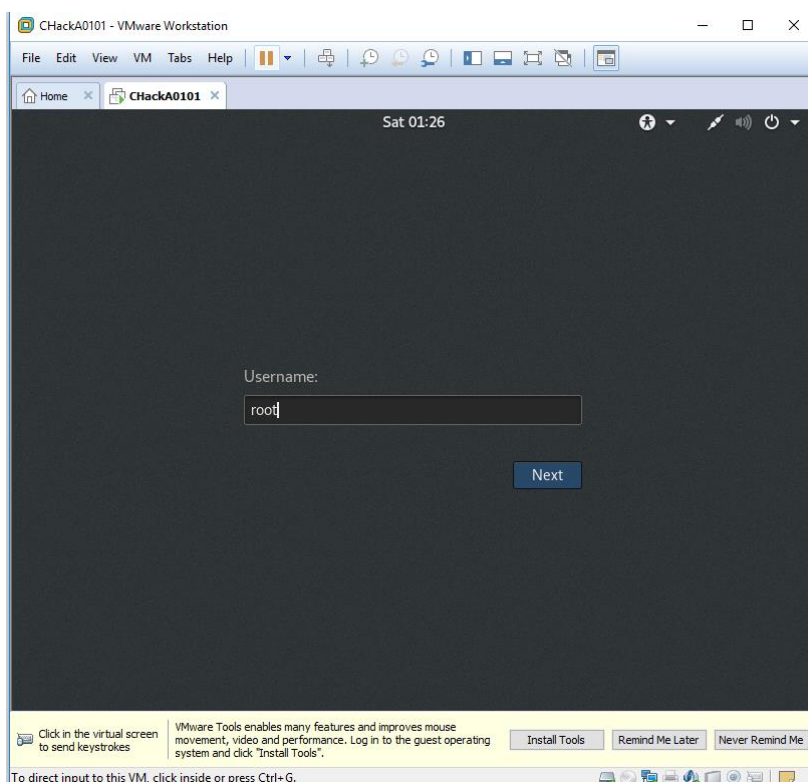 CHackA0101 - VMware Workstation
File Edit View VM Tabs Help
Home CHackA0101
Sat 01:26
Username:
root
Next
Click in the virtual screen
to send keystrokes
VMware Tools enables many features and improves mouse
movement, video and performance. Log in to the guest operating
system and click "Install Tools".
Install Tools Remind Me Later Never Remind Me
To direct input to this VM, click inside or press Ctrl+G.